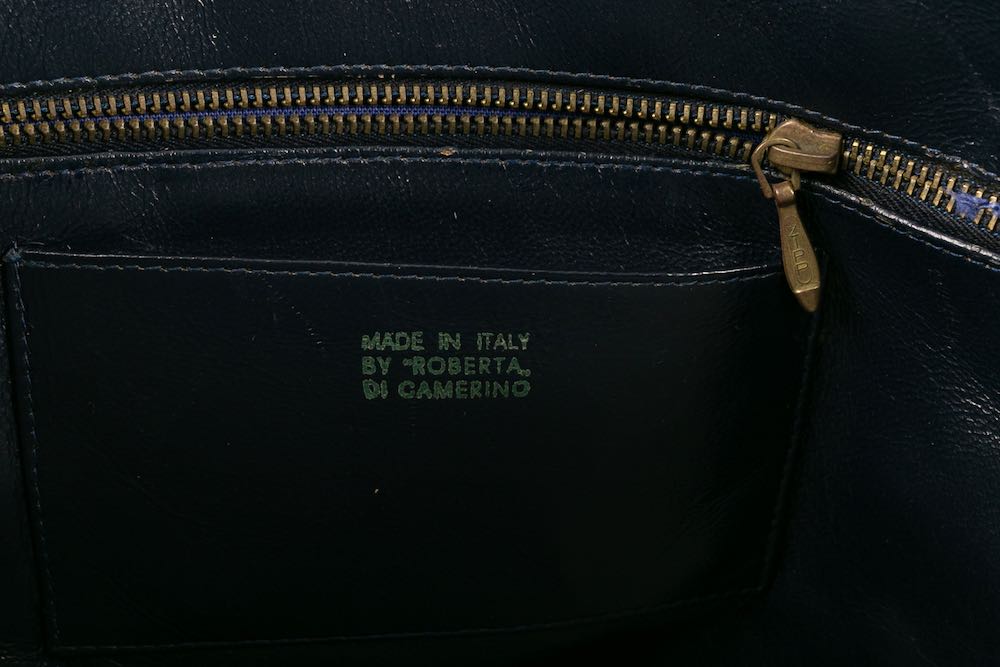 MADE IN ITALY
BY "ROBERTA„
DI CAMERINO